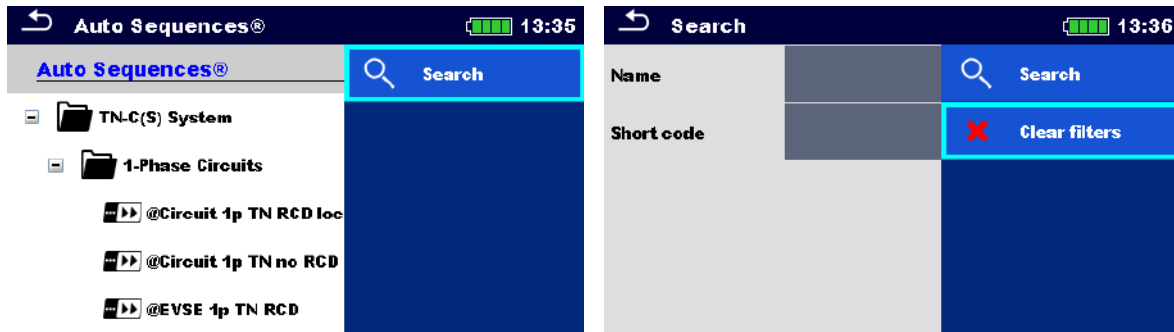 Auto Sequences® 13:35
Auto Sequences®
Search
TN-C(S) System
1-Phase Circuits
@Circuit 1p TN RCD loc
@Circuit 1p TN no RCD
@EVSE 1p TN RCD
Search 13:36
Name
Search
Short code
Clear filters